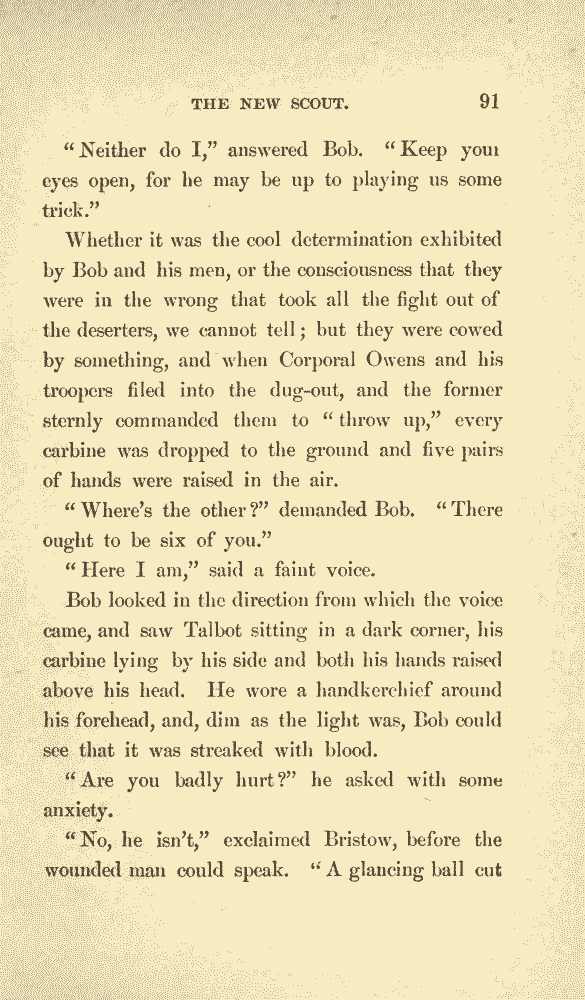 THE NEW SCOUT. 91
“Neither do I,” answered Bob. “Keep your
eyes open, for he may be up to playing us some
trick.”
Whether it was the cool determination exhibited
by Bob and his men, or the consciousness that they
were in the wrong that took all the fight out of
the deserters, we cannot tell; but they were cowed
by something, and when Corporal Owens and his
troopers filed into the dug-out, and the former
sternly commanded them to “throw up,” every
carbine was dropped to the ground and five pairs
of hands were raised in the air.
“Where’s the other?” demanded Bob. “There
ought to be six of you.”
“Here I am,” said a faint voice.
Bob looked in the direction from which the voice
came, and saw Talbot sitting in a dark corner, his
carbine lying by his side and both his hands raised
above his head. He wore a handkerchief around
his forehead, and, dim as the light was, Bob could
see that it was streaked with blood.
“Are you badly hurt?” he asked with some
anxiety.
“No, he isn’t,” exclaimed Bristow, before the
wounded man could speak. “A glancing ball cut